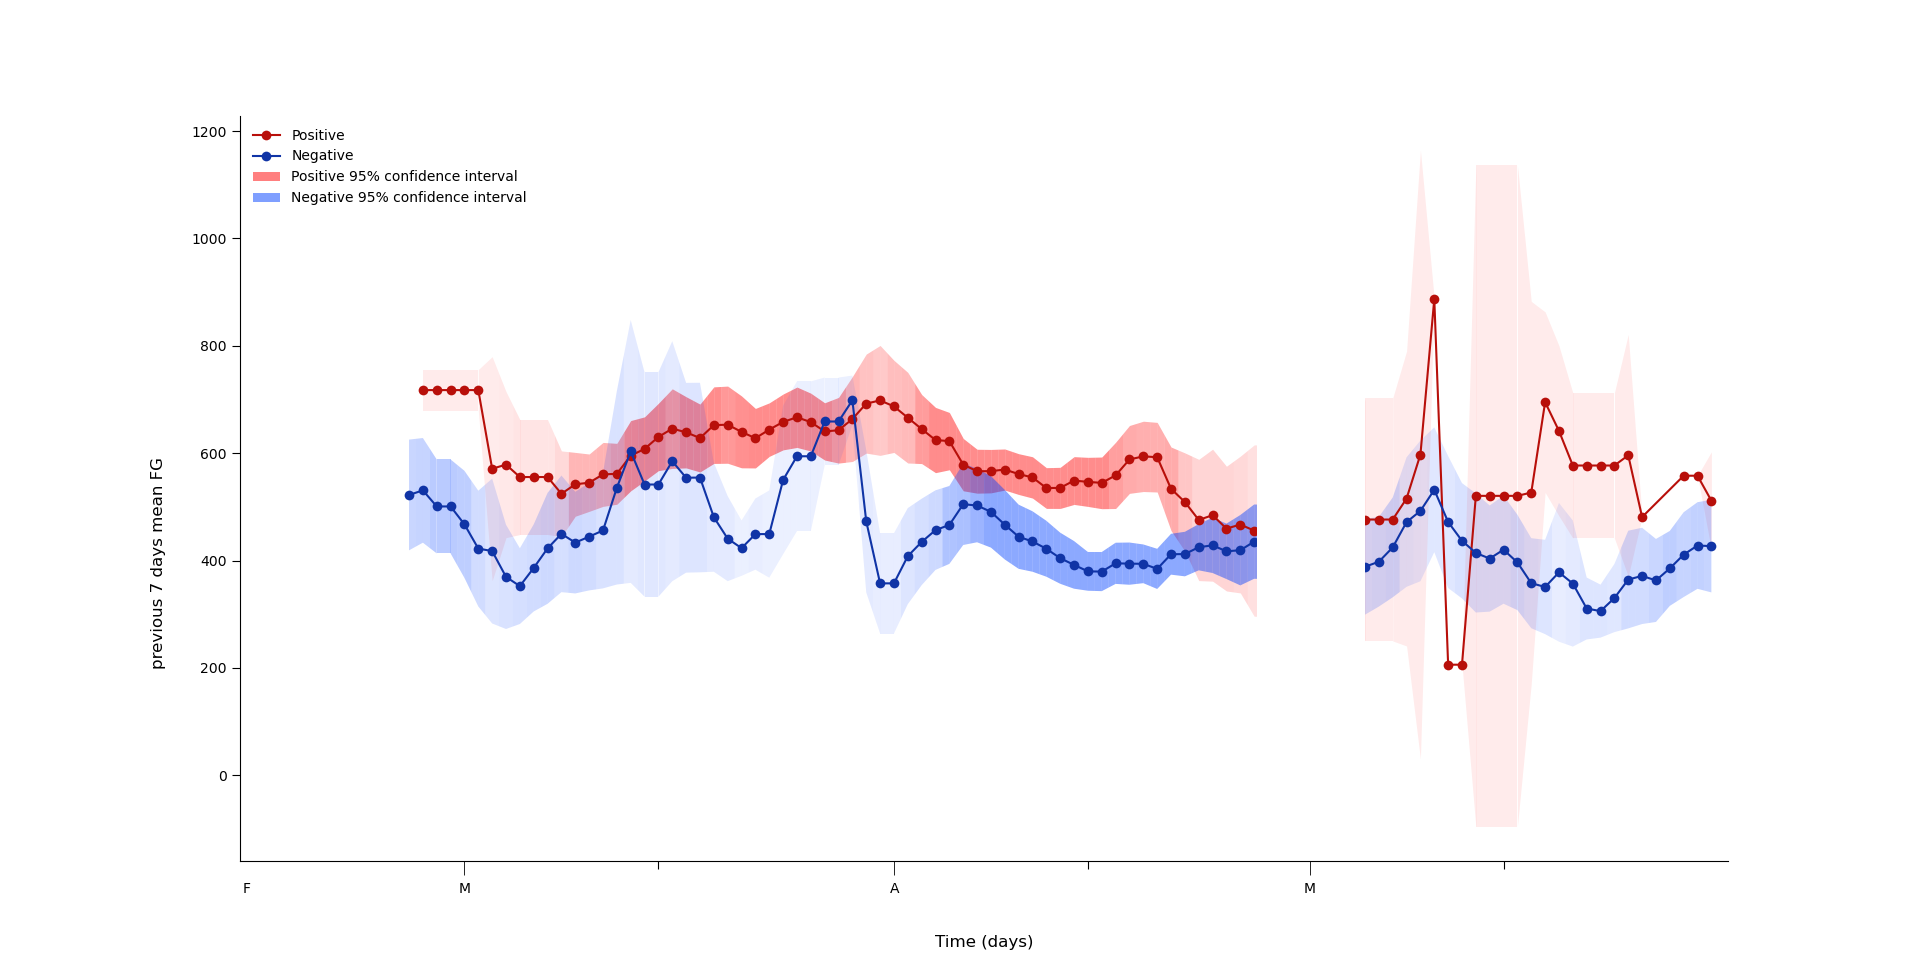 1200
1000
800
600
400
200
0
Positive
Negative
Positive 95% confidence interval
Negative 95% confidence interval
previous 7 days mean FG
F M A M
Time (days)